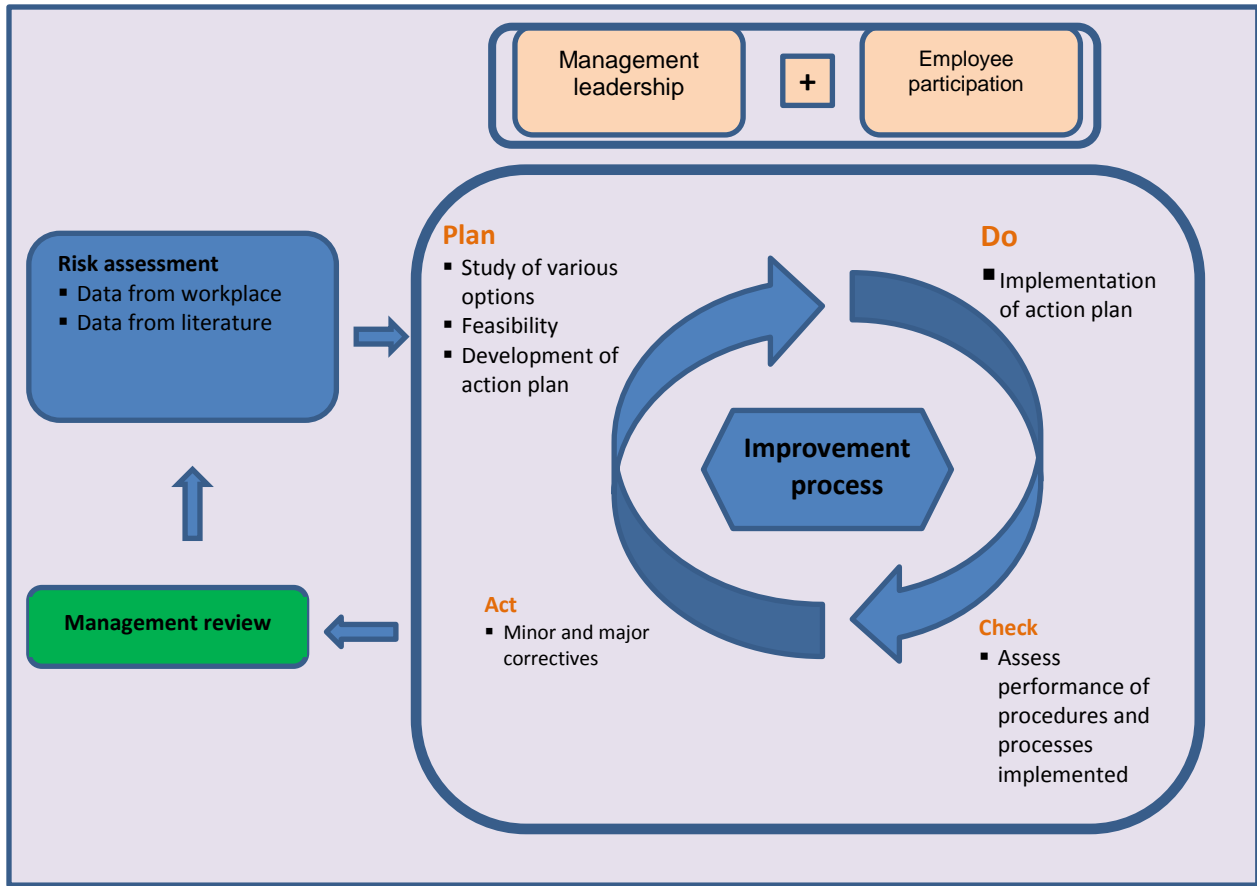 Management
leadership
+
Employee
participation
Risk assessment
▪ Data from workplace
▪ Data from literature
Plan
▪ Study of various
options
▪ Feasibility
▪ Development of
action plan
Do
▪ Implementation
of action plan
Improvement
process
Management review
Act
▪ Minor and major
correctives
Check
▪ Assess
performance of
procedures and
processes
implemented